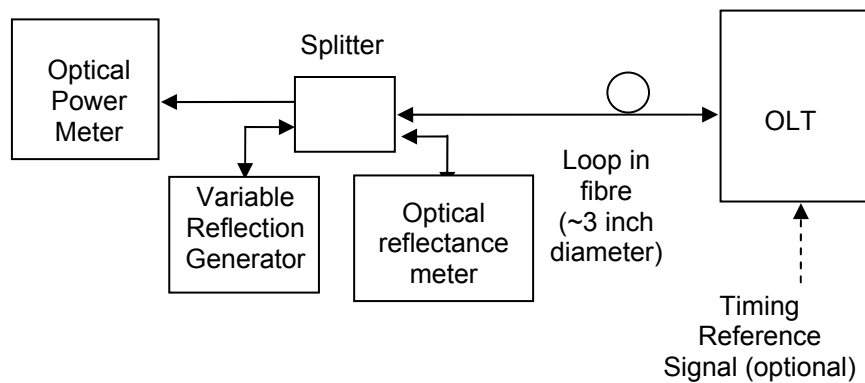 Splitter
Optical
Power
Meter
OLT
Variable
Reflection
Generator
Optical
reflectance
meter
Loop in
fibre
(~3 inch
diameter)
Timing
Reference
Signal (optional)